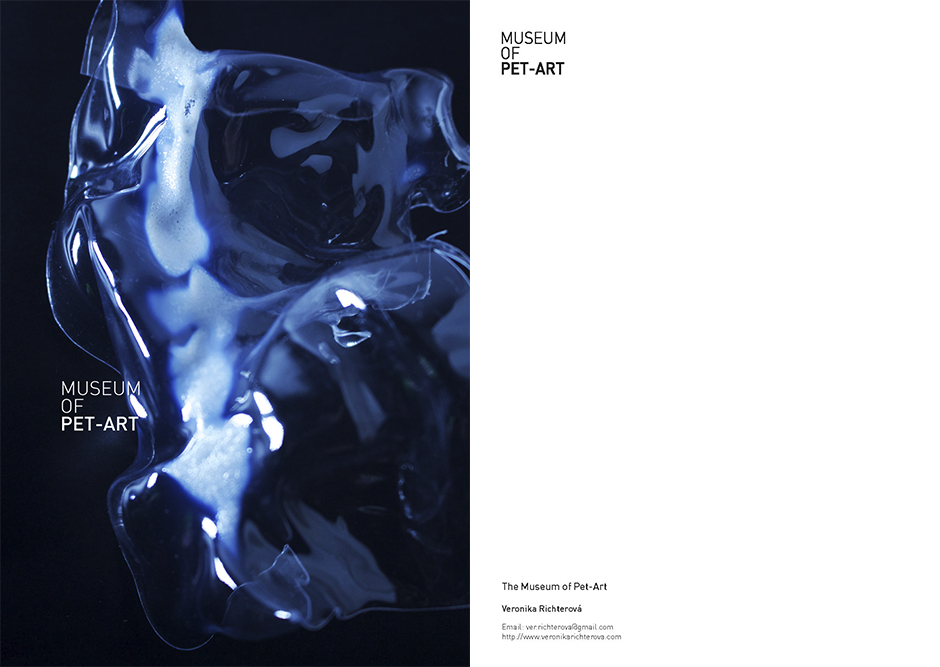 MUSEUM
OF
PET-ART
MUSEUM
OF
PET-ART
The Museum of Pet-Art
Veronika Richterová
Email: ver.richterova@gmail.com
http://www.veronikarichterova.com